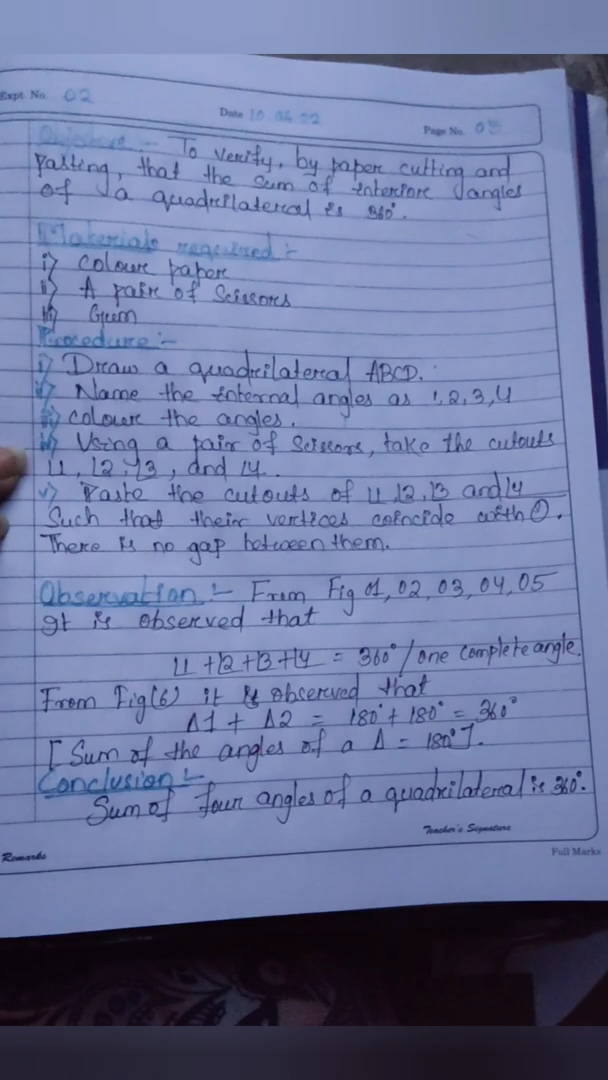 Expt. No. 02
Date 10.06.22
Page No. 03
Objective :- To verify, by paper cutting and
Pasting, that the sum of interiore angles
of a quadrilateral is 360°.
Materials required :-
i) Coloure paper
ii) A paire of Scissors
iii) Gum
Procedure :-
i) Draw a quadrilateral ABCD.
ii) Name the internal angles as 1, 2, 3, 4
iii) Coloure the angles.
iv) Using a pair of Scissors, take the cutouts
∠1, ∠2, ∠3, and ∠4.
v) Paste the cutouts of ∠1, ∠2, ∠3 and ∠4
Such that their vertices coincide with O.
There is no gap between them.
Observation :- From Fig 01, 02, 03, 04, 05
It is observed that
∠1 + ∠2 + ∠3 + ∠4 = 360° / one complete angle.
From Fig(6) it is observed that
Δ1 + Δ2 = 180° + 180° = 360°
[Sum of the angles of a Δ = 180°].
Conclusion :-
Sum of four angles of a quadrilateral is 360°.
Teacher's Signature
Remarks
Full Marks